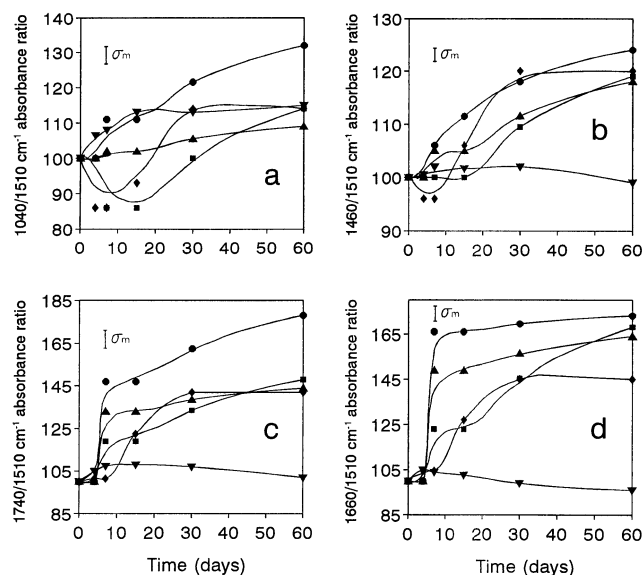 1040/1510 cm⁻¹ absorbance ratio
140
130
120
110
100
90
80
σm
a
0 10 20 30 40 50 60
1460/1510 cm⁻¹ absorbance ratio
130
120
110
100
90
σm
b
0 10 20 30 40 50 60
1740/1510 cm⁻¹ absorbance ratio
185
165
145
125
105
85
σm
c
0 10 20 30 40 50 60
Time (days)
1660/1510 cm⁻¹ absorbance ratio
185
165
145
125
105
85
σm
d
0 10 20 30 40 50 60
Time (days)